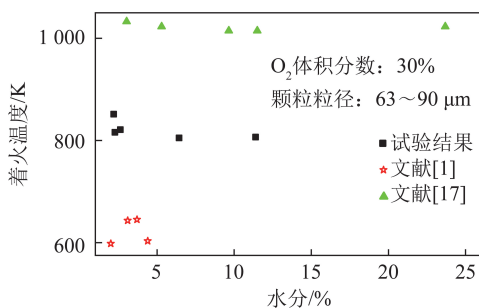 1 000
800
600
着火温度/K
O₂体积分数：30%
颗粒粒径：63～90 μm
试验结果
文献[1]
文献[17]
5
10
15
20
25
水分/%